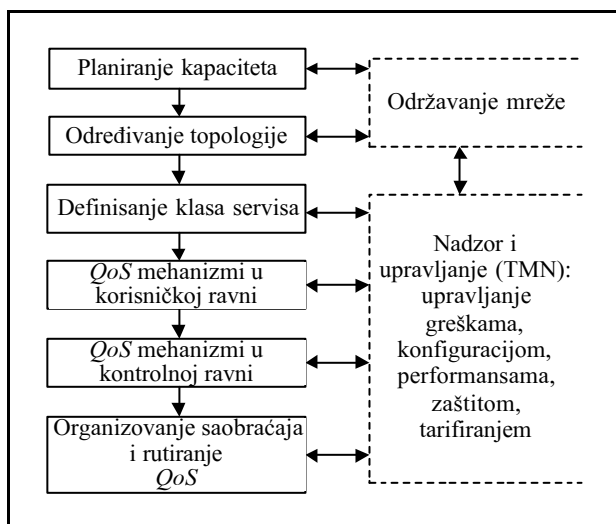 Planiranje kapaciteta
Određivanje topologije
Definisanje klasa servisa
QoS mehanizmi u
korisničkoj ravni
QoS mehanizmi u
kontrolnoj ravni
Organizovanje saobraćaja
i rutiranje
QoS
Održavanje mreže
Nadzor i
upravljanje (TMN):
upravljanje
greškama,
konfiguracijom,
performansama,
zaštitom,
tarifiranjem